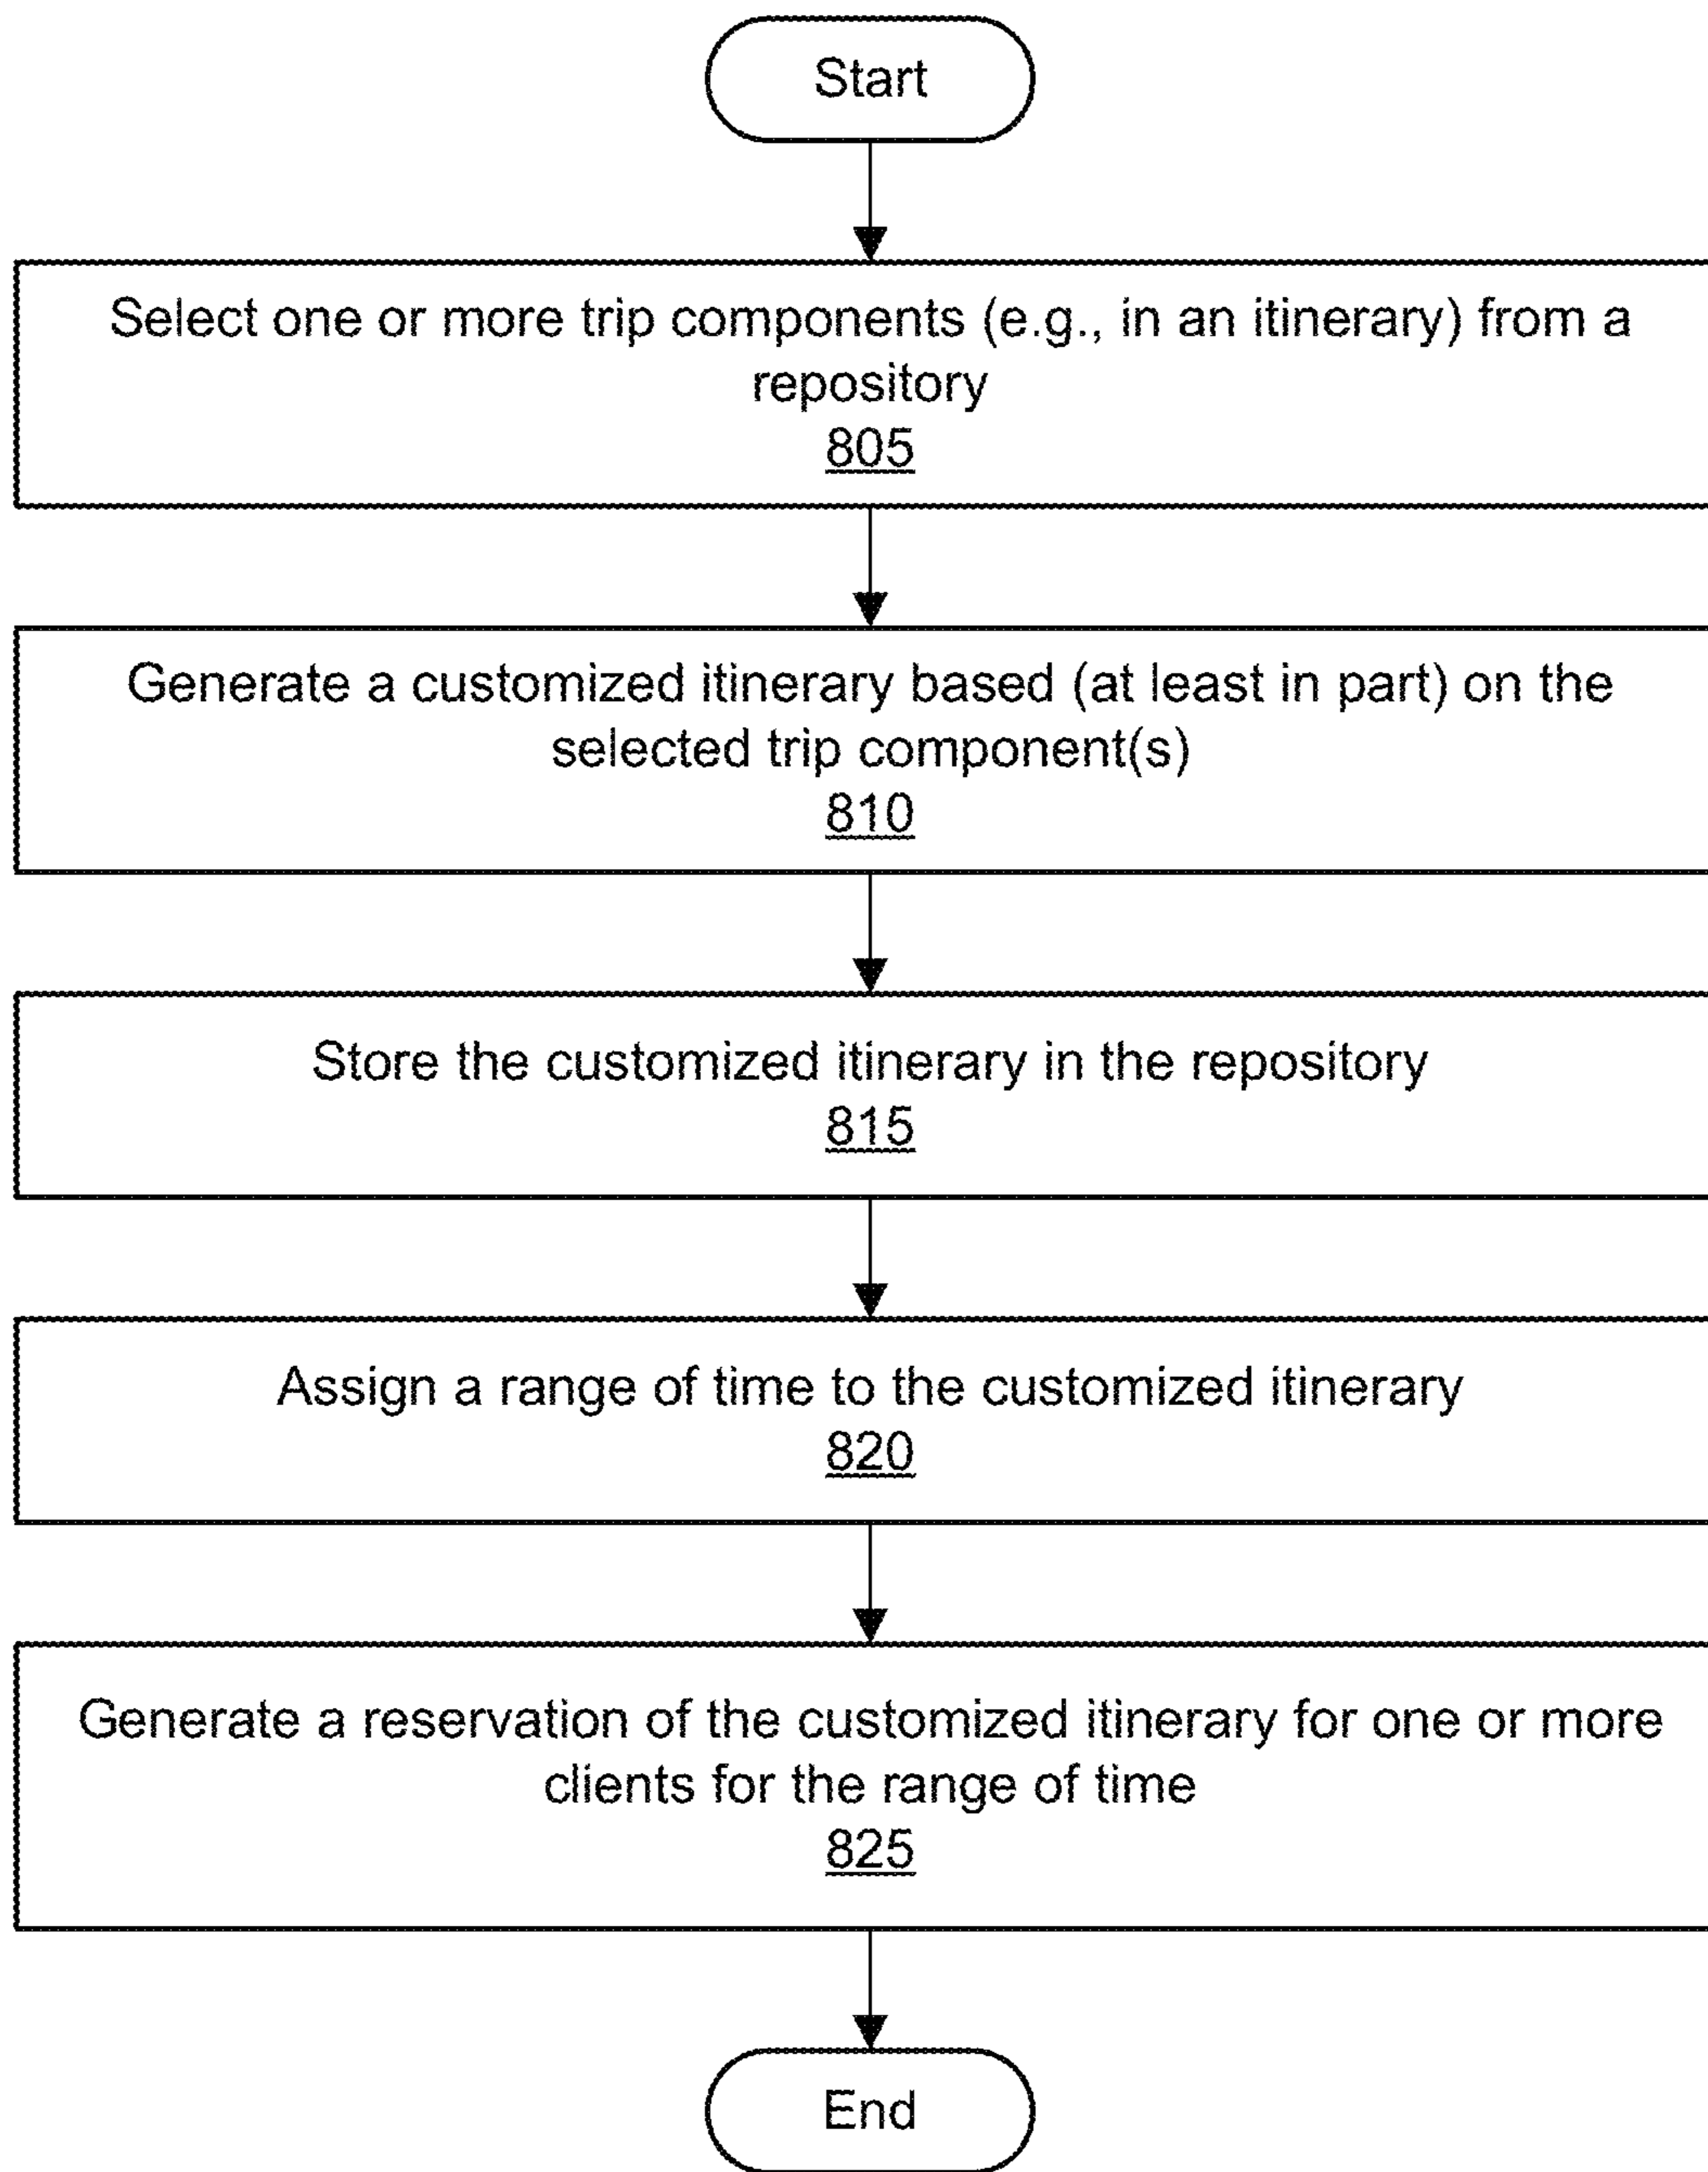 Start
Select one or more trip components (e.g., in an itinerary) from a
repository
805
Generate a customized itinerary based (at least in part) on the
selected trip component(s)
810
Store the customized itinerary in the repository
815
Assign a range of time to the customized itinerary
820
Generate a reservation of the customized itinerary for one or more
clients for the range of time
825
End